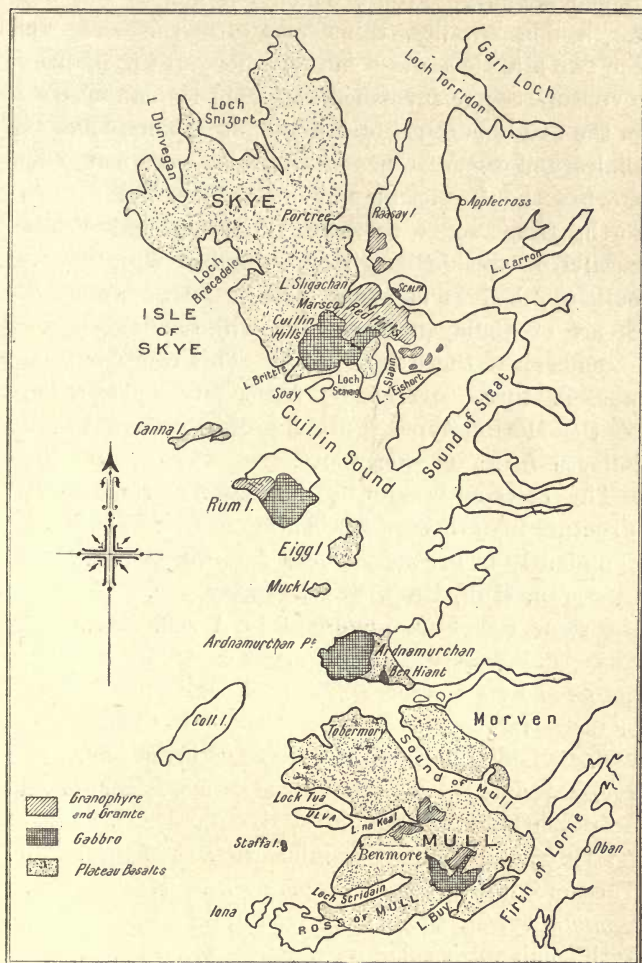 Gair Loch
Loch Torridon
Loch
Snizort
L. Dunvegan
SKYE
Portree
Raasay I
Applecross
L. Carron
Loch
Bracadale
L. Sligachan
Scalpa
Marsco
Red Hills
Cuillin
Hills
ISLE
OF
SKYE
L. Brittle
Soay
Loch
Scavaig
L. Slapin
L. Eishort
Cuillin Sound
Sound of Sleat
Canna I.
Rum I.
Eigg I
Muck I.
Ardnamurchan Pt
Ardnamurchan
Ben Hiant
Coll I.
Morven
Tobermory
Sound of Mull
Lock Tua
ULVA
L. na Keal
Staffa I.
MULL
Benmore
Firth of Lorne
Oban
Loch Scridain
Iona
ROSS OF MULL
L. Buy
Granophyre
and Granite
Gabbro
Plateau Basalts